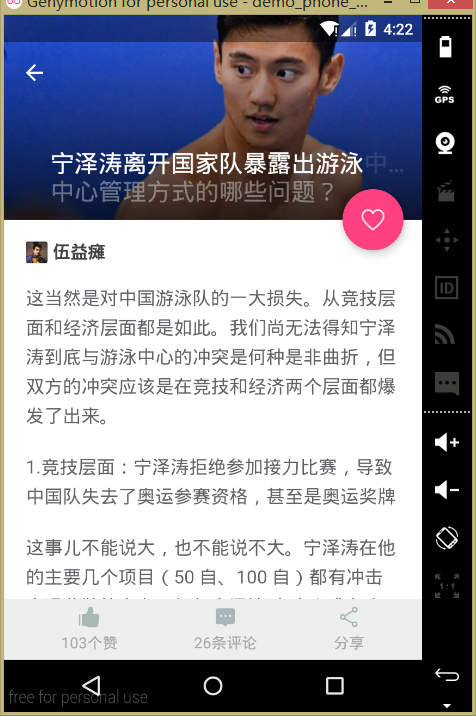 Genymotion for personal use - demo_phone_...
4:22
GPS
宁泽涛离开国家队暴露出游泳中...
中心管理方式的哪些问题？
ID
伍益瘫
这当然是对中国游泳队的一大损失。从竞技层
面和经济层面都是如此。我们尚无法得知宁泽
涛到底与游泳中心的冲突是何种是非曲折，但
双方的冲突应该是在竞技和经济两个层面都爆
发了出来。
1.竞技层面：宁泽涛拒绝参加接力比赛，导致
中国队失去了奥运参赛资格，甚至是奥运奖牌
这事儿不能说大，也不能说不大。宁泽涛在他
的主要几个项目（50 自、100 自）都有冲击
1:1
103个赞
26条评论
分享
free for personal use